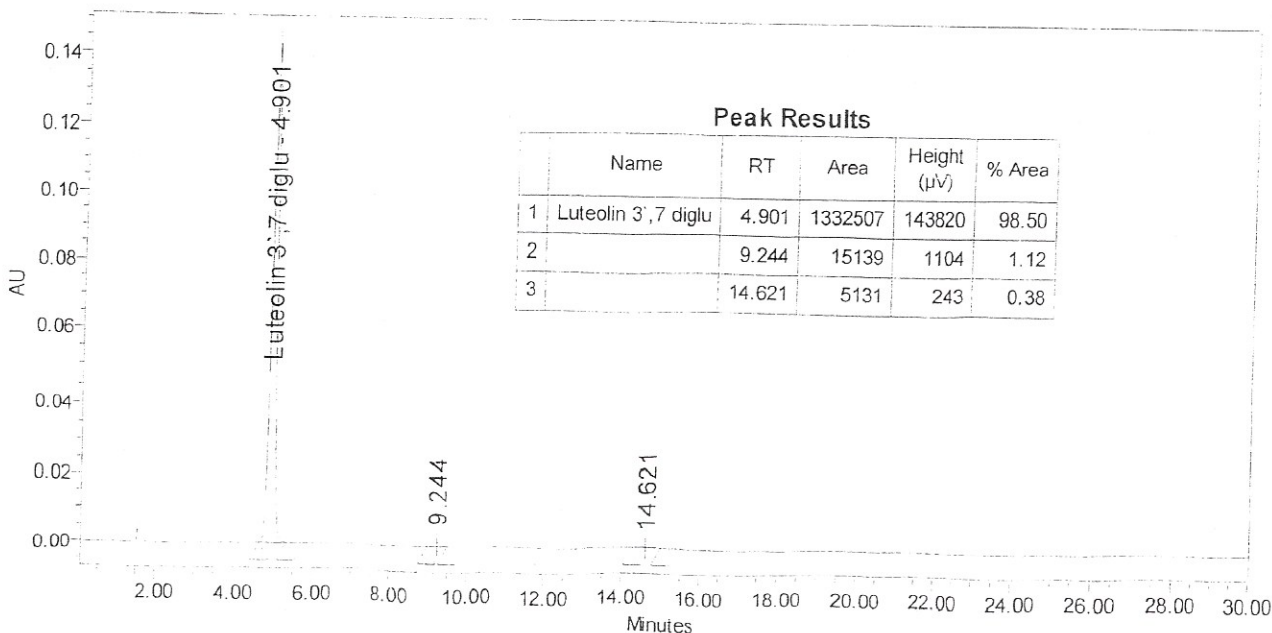 0.14
0.12
0.10
0.08
0.06
0.04
0.02
0.00
AU
Luteolin 3`,7 diglu - 4.901
9.244
14.621
Peak Results
Name RT Area Height (µV) % Area
1 Luteolin 3`,7 diglu 4.901 1332507 143820 98.50
2 9.244 15139 1104 1.12
3 14.621 5131 243 0.38
2.00 4.00 6.00 8.00 10.00 12.00 14.00 16.00 18.00 20.00 22.00 24.00 26.00 28.00 30.00
Minutes